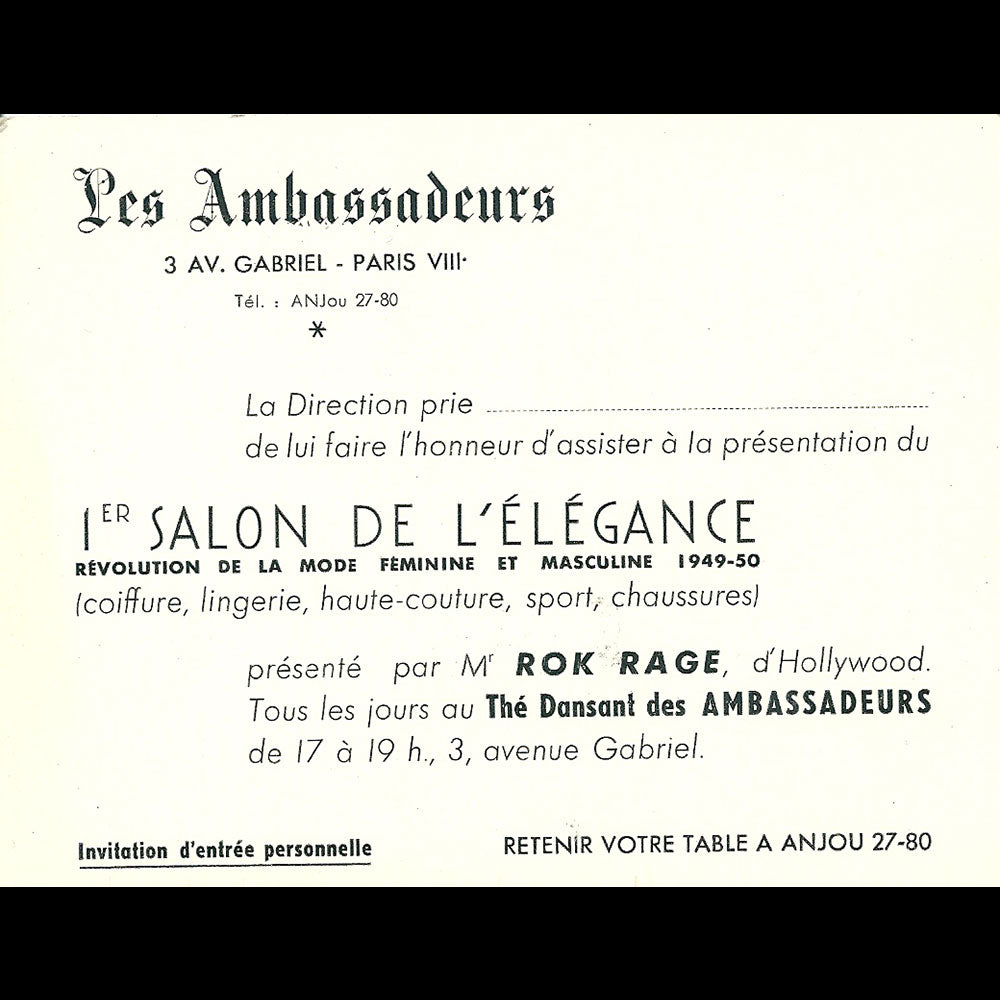 Les Ambassadeurs
3 AV. GABRIEL - PARIS VIII•
Tél. : ANJou 27-80
*
La Direction prie ........................................
de lui faire l'honneur d'assister à la présentation du
1ER SALON DE L'ÉLÉGANCE
RÉVOLUTION DE LA MODE FÉMININE ET MASCULINE 1949-50
(coiffure, lingerie, haute-couture, sport, chaussures)
présenté par Mr ROK RAGE, d'Hollywood.
Tous les jours au Thé Dansant des AMBASSADEURS
de 17 à 19 h., 3, avenue Gabriel.
Invitation d'entrée personnelle
RETENIR VOTRE TABLE A ANJOU 27-80